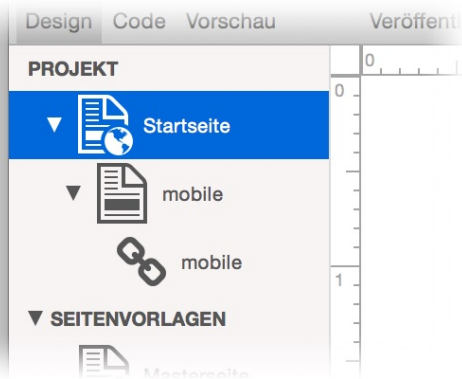 Design Code Vorschau Veröffentl
0
PROJEKT
0
Startseite
mobile
mobile
1
SEITENVORLAGEN
Masterseite